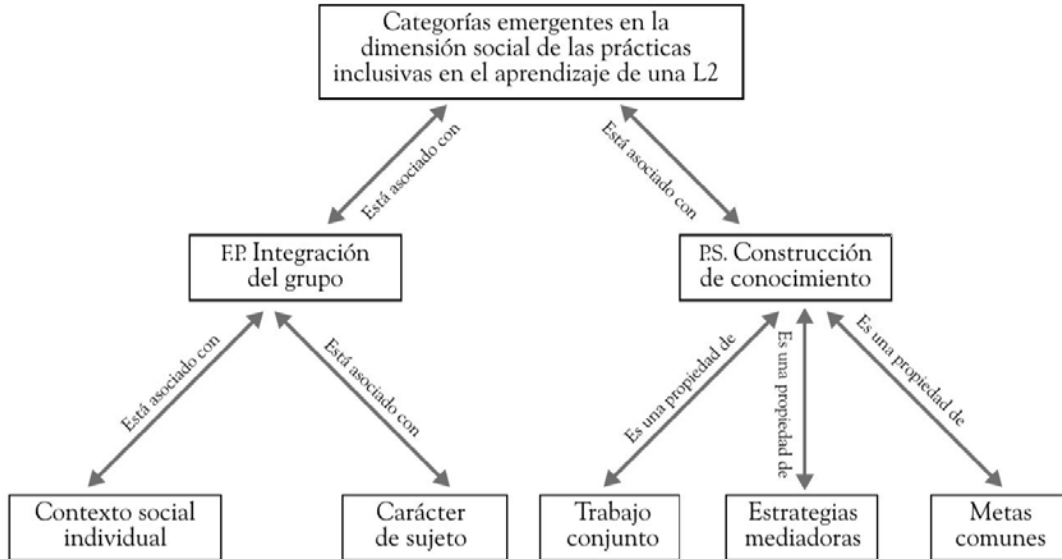 Categorías emergentes en la
dimensión social de las prácticas
inclusivas en el aprendizaje de una L2
Está asociado con
Está asociado con
F.P. Integración
del grupo
P.S. Construcción
de conocimiento
Está asociado con
Está asociado con
Es una propiedad de
Es una propiedad de
Es una propiedad de
Contexto social
individual
Carácter
de sujeto
Trabajo
conjunto
Estrategias
mediadoras
Metas
comunes